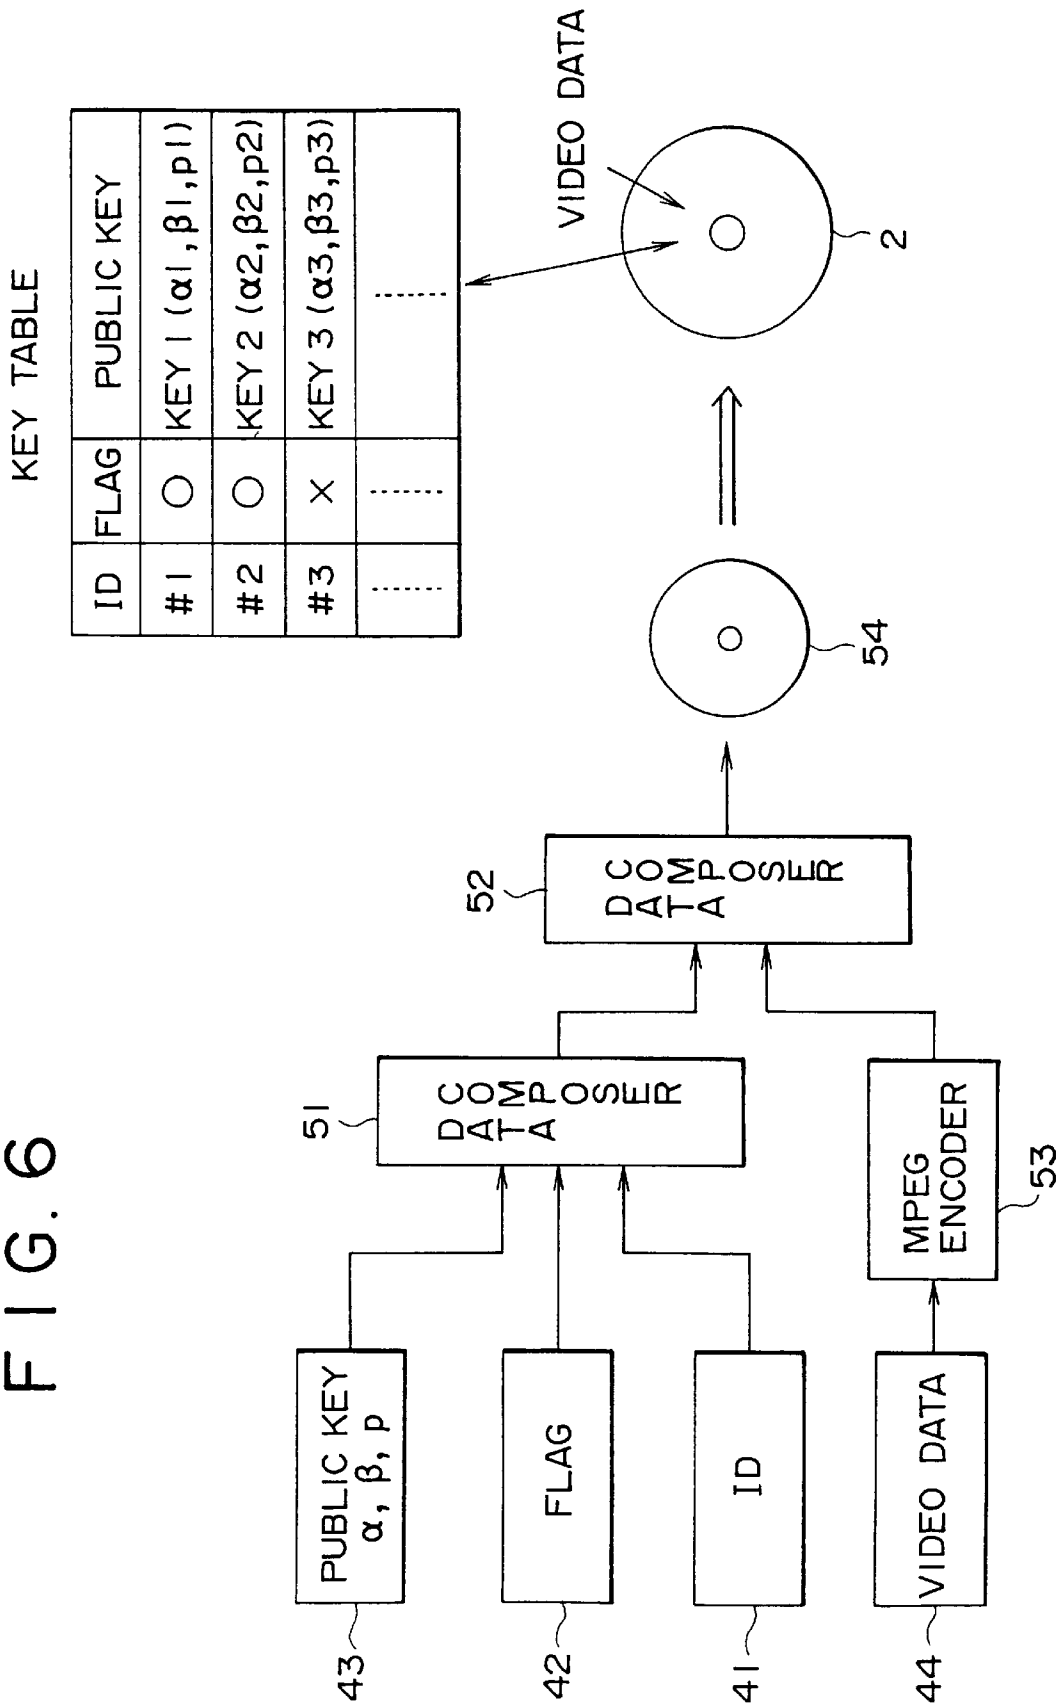 FIG. 6
KEY TABLE
ID FLAG PUBLIC KEY
#1 ○ KEY 1 (α1, β1, p1)
#2 ○ KEY 2 (α2, β2, p2)
#3 × KEY 3 (α3, β3, p3)
VIDEO DATA
2
54
52
DATA
COMPOSER
51
DATA
COMPOSER
43
PUBLIC KEY
α, β, p
42
FLAG
41
ID
44
VIDEO DATA
MPEG
ENCODER
53